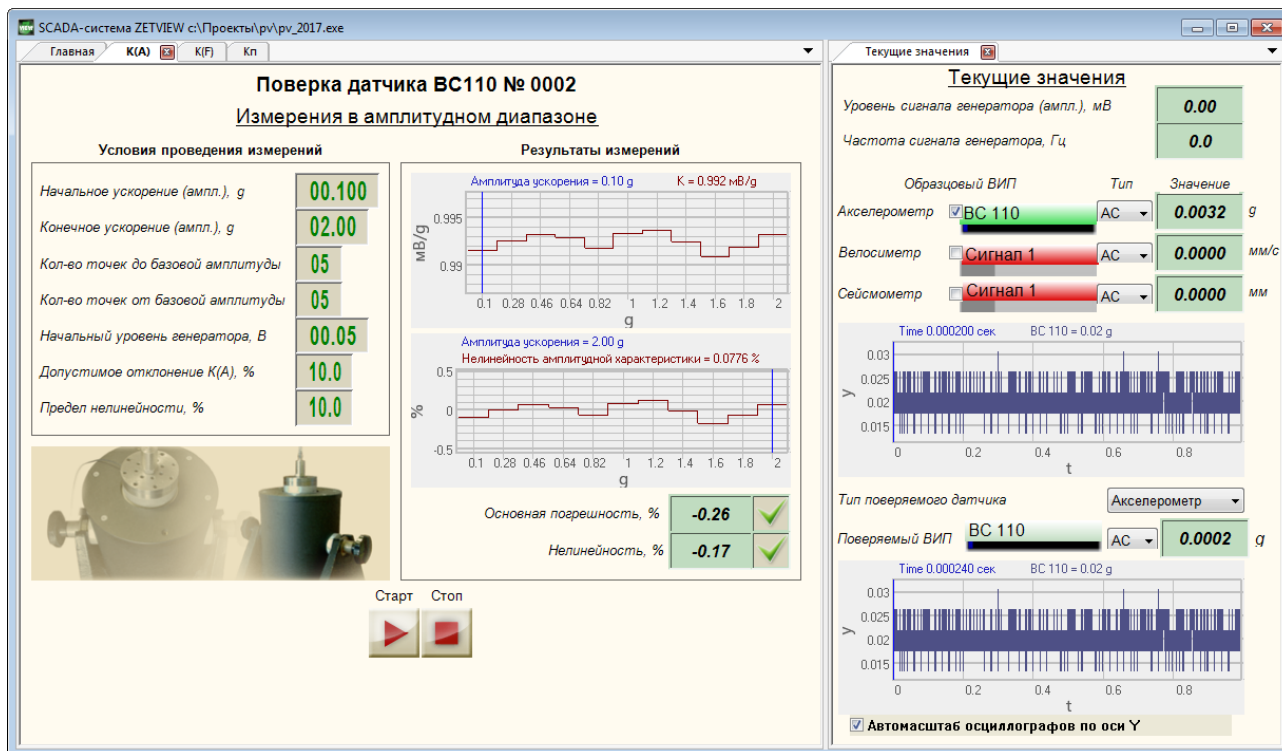 SCADA-система ZETVIEW c:\Проекты\pv\pv_2017.exe
Главная K(A) K(F) Кп
Поверка датчика ВС110 № 0002
Измерения в амплитудном диапазоне
Условия проведения измерений
Начальное ускорение (ампл.), g 00.100
Конечное ускорение (ампл.), g 02.00
Кол-во точек до базовой амплитуды 05
Кол-во точек от базовой амплитуды 05
Начальный уровень генератора, В 00.05
Допустимое отклонение К(А), % 10.0
Предел нелинейности, % 10.0
Результаты измерений
Амплитуда ускорения = 0.10 g K = 0.992 мВ/g
0.995
0.99
мВ/g
0.1 0.28 0.46 0.64 0.82 1 1.2 1.4 1.6 1.8 2
g
Амплитуда ускорения = 2.00 g
Нелинейность амплитудной характеристики = 0.0776 %
0.5
0
-0.5
%
0.1 0.28 0.46 0.64 0.82 1 1.2 1.4 1.6 1.8 2
g
Основная погрешность, % -0.26
Нелинейность, % -0.17
Старт Стоп
Текущие значения
Текущие значения
Уровень сигнала генератора (ампл.), мВ 0.00
Частота сигнала генератора, Гц 0.0
Образцовый ВИП Тип Значение
Акселерометр ВС 110 AC 0.0032 g
Велосиметр Сигнал 1 AC 0.0000 мм/с
Сейсмометр Сигнал 1 AC 0.0000 мм
Time 0.000200 сек ВС 110 = 0.02 g
0.03
0.025
0.02
0.015
y
0 0.2 0.4 0.6 0.8
t
Тип поверяемого датчика Акселерометр
Поверяемый ВИП ВС 110 AC 0.0002 g
Time 0.000240 сек ВС 110 = 0.02 g
0.03
0.025
0.02
0.015
y
0 0.2 0.4 0.6 0.8
t
Автомасштаб осциллографов по оси Y